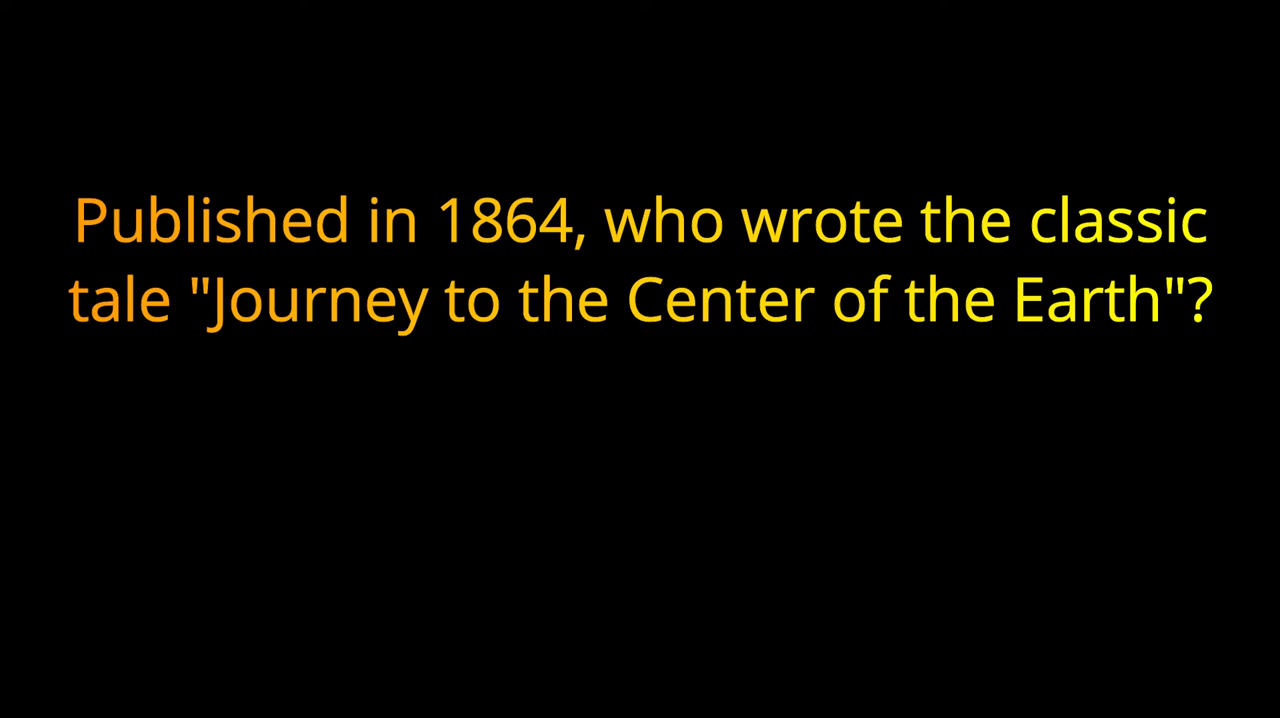 Published in 1864, who wrote the classic
tale "Journey to the Center of the Earth"?